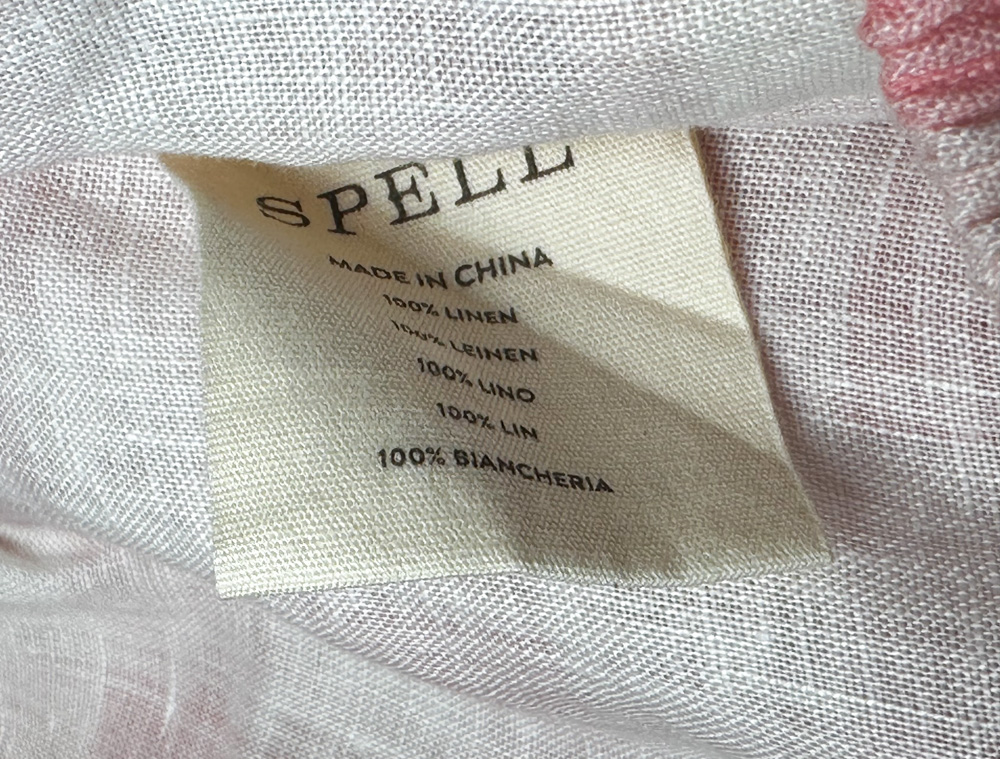 SPELL
MADE IN CHINA
100% LINEN
100% LEINEN
100% LINO
100% LIN
100% BIANCHERIA